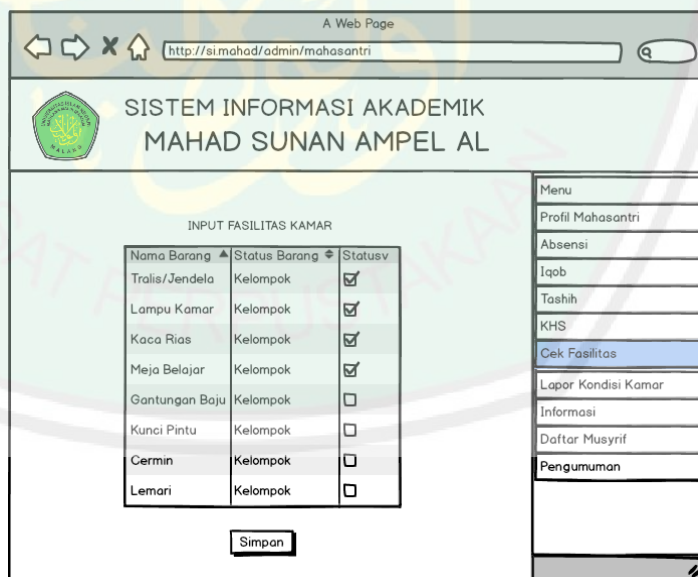 A Web Page
http://si.mahad/admin/mahasantri
SISTEM INFORMASI AKADEMIK
MAHAD SUNAN AMPEL AL
INPUT FASILITAS KAMAR
Nama Barang Status Barang Statusv
Tralis/Jendela Kelompok
Lampu Kamar Kelompok
Kaca Rias Kelompok
Meja Belajar Kelompok
Gantungan Baju Kelompok
Kunci Pintu Kelompok
Cermin Kelompok
Lemari Kelompok
Simpan
Menu
Profil Mahasantri
Absensi
Iqob
Tashih
KHS
Cek Fasilitas
Lapor Kondisi Kamar
Informasi
Daftar Musyrif
Pengumuman